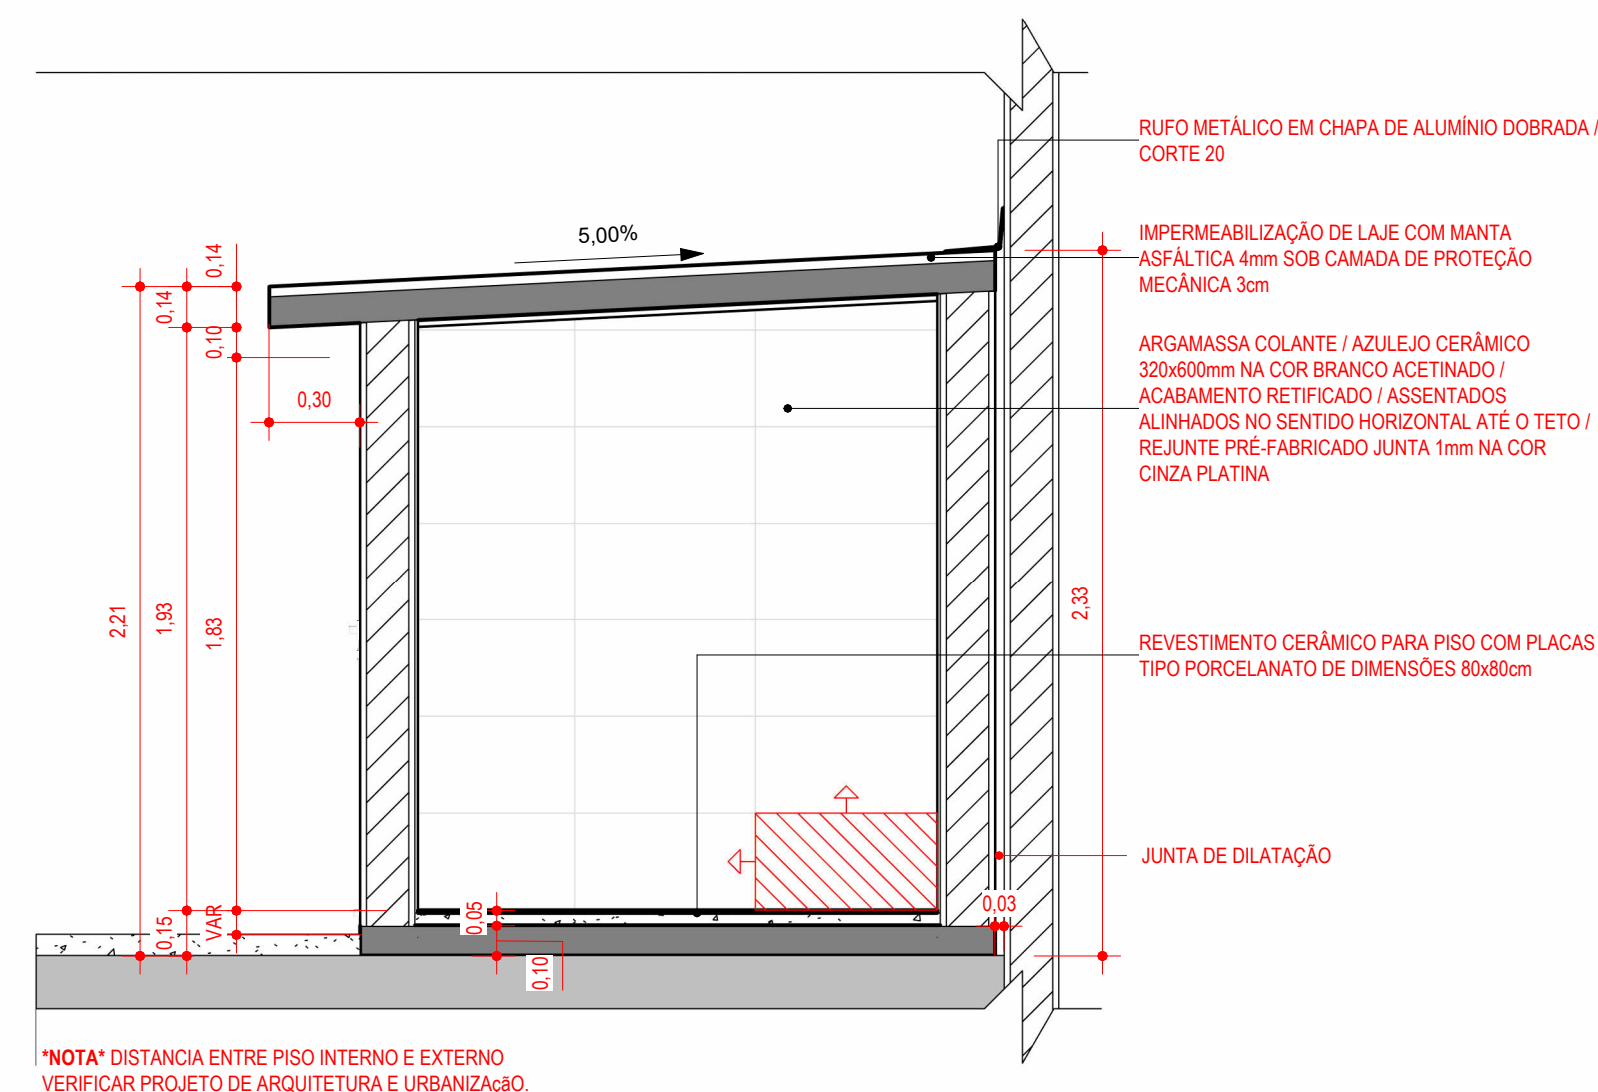 RUFO METÁLICO EM CHAPA DE ALUMÍNIO DOBRADA /
CORTE 20
5,00%
IMPERMEABILIZAÇÃO DE LAJE COM MANTA
ASFÁLTICA 4mm SOB CAMADA DE PROTEÇÃO
MECÂNICA 3cm
0,14
0,14
0,10
0,30
ARGAMASSA COLANTE / AZULEJO CERÂMICO
320x600mm NA COR BRANCO ACETINADO /
ACABAMENTO RETIFICADO / ASSENTADOS
ALINHADOS NO SENTIDO HORIZONTAL ATÉ O TETO /
REJUNTE PRÉ-FABRICADO JUNTA 1mm NA COR
CINZA PLATINA
2,21
1,93
1,83
2,33
REVESTIMENTO CERÂMICO PARA PISO COM PLACAS
TIPO PORCELANATO DE DIMENSÕES 80x80cm
JUNTA DE DILATAÇÃO
0,15
VAR
0,05
0,03
0,10
*NOTA* DISTANCIA ENTRE PISO INTERNO E EXTERNO
VERIFICAR PROJETO DE ARQUITETURA E URBANIZAçãO.